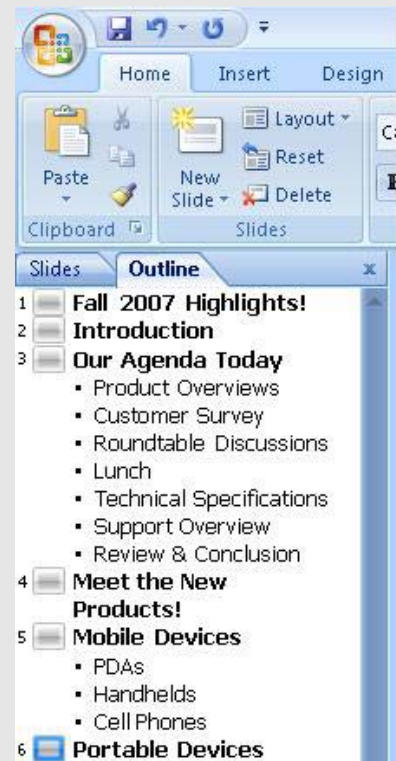 Home Insert Design
Layout
Reset
Paste
New
Slide
Delete
Clipboard Slides
Slides Outline x
1 Fall 2007 Highlights!
2 Introduction
3 Our Agenda Today
▪ Product Overviews
▪ Customer Survey
▪ Roundtable Discussions
▪ Lunch
▪ Technical Specifications
▪ Support Overview
▪ Review & Conclusion
4 Meet the New
Products!
5 Mobile Devices
▪ PDAs
▪ Handhelds
▪ Cell Phones
6 Portable Devices